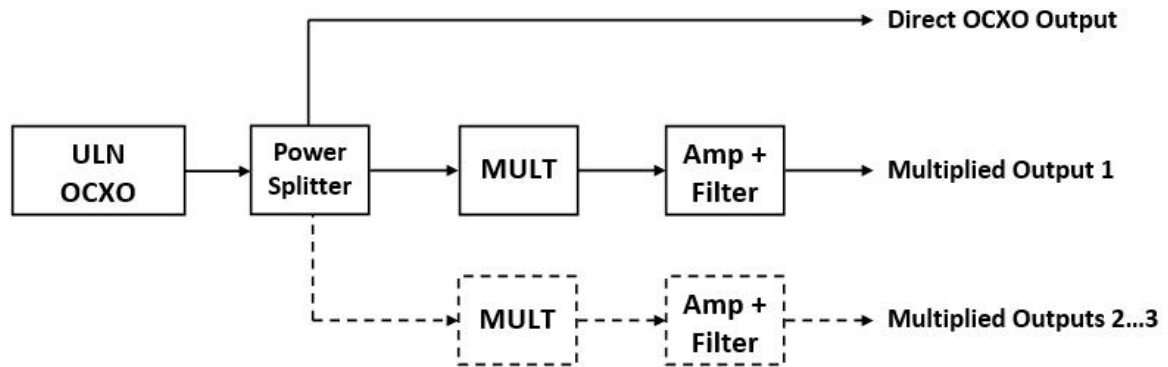 Direct OCXO Output
ULN
OCXO
Power
Splitter
MULT
Amp +
Filter
Multiplied Output 1
MULT
Amp +
Filter
Multiplied Outputs 2...3